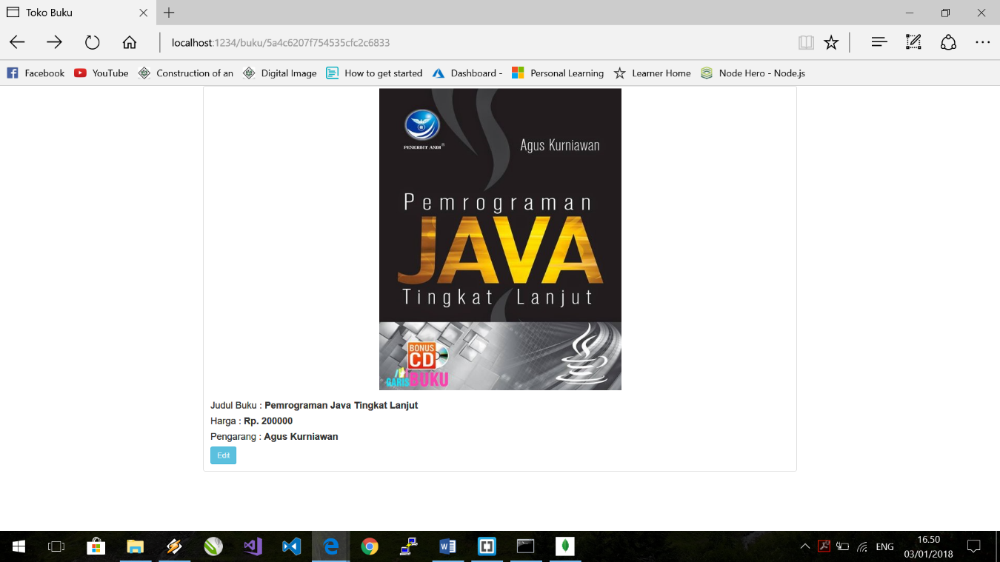 Toko Buku
localhost:1234/buku/5a4c6207f754535cfc2c6833
Facebook YouTube Construction of an Digital Image How to get started Dashboard - Personal Learning Learner Home Node Hero - Node.js
PENERBIT ANDI®
Agus Kurniawan
Pemrograman
JAVA
Tingkat Lanjut
BONUS
CD
GARIS BUKU
Judul Buku : Pemrograman Java Tingkat Lanjut
Harga : Rp. 200000
Pengarang : Agus Kurniawan
Edit
ENG
16.50
03/01/2018